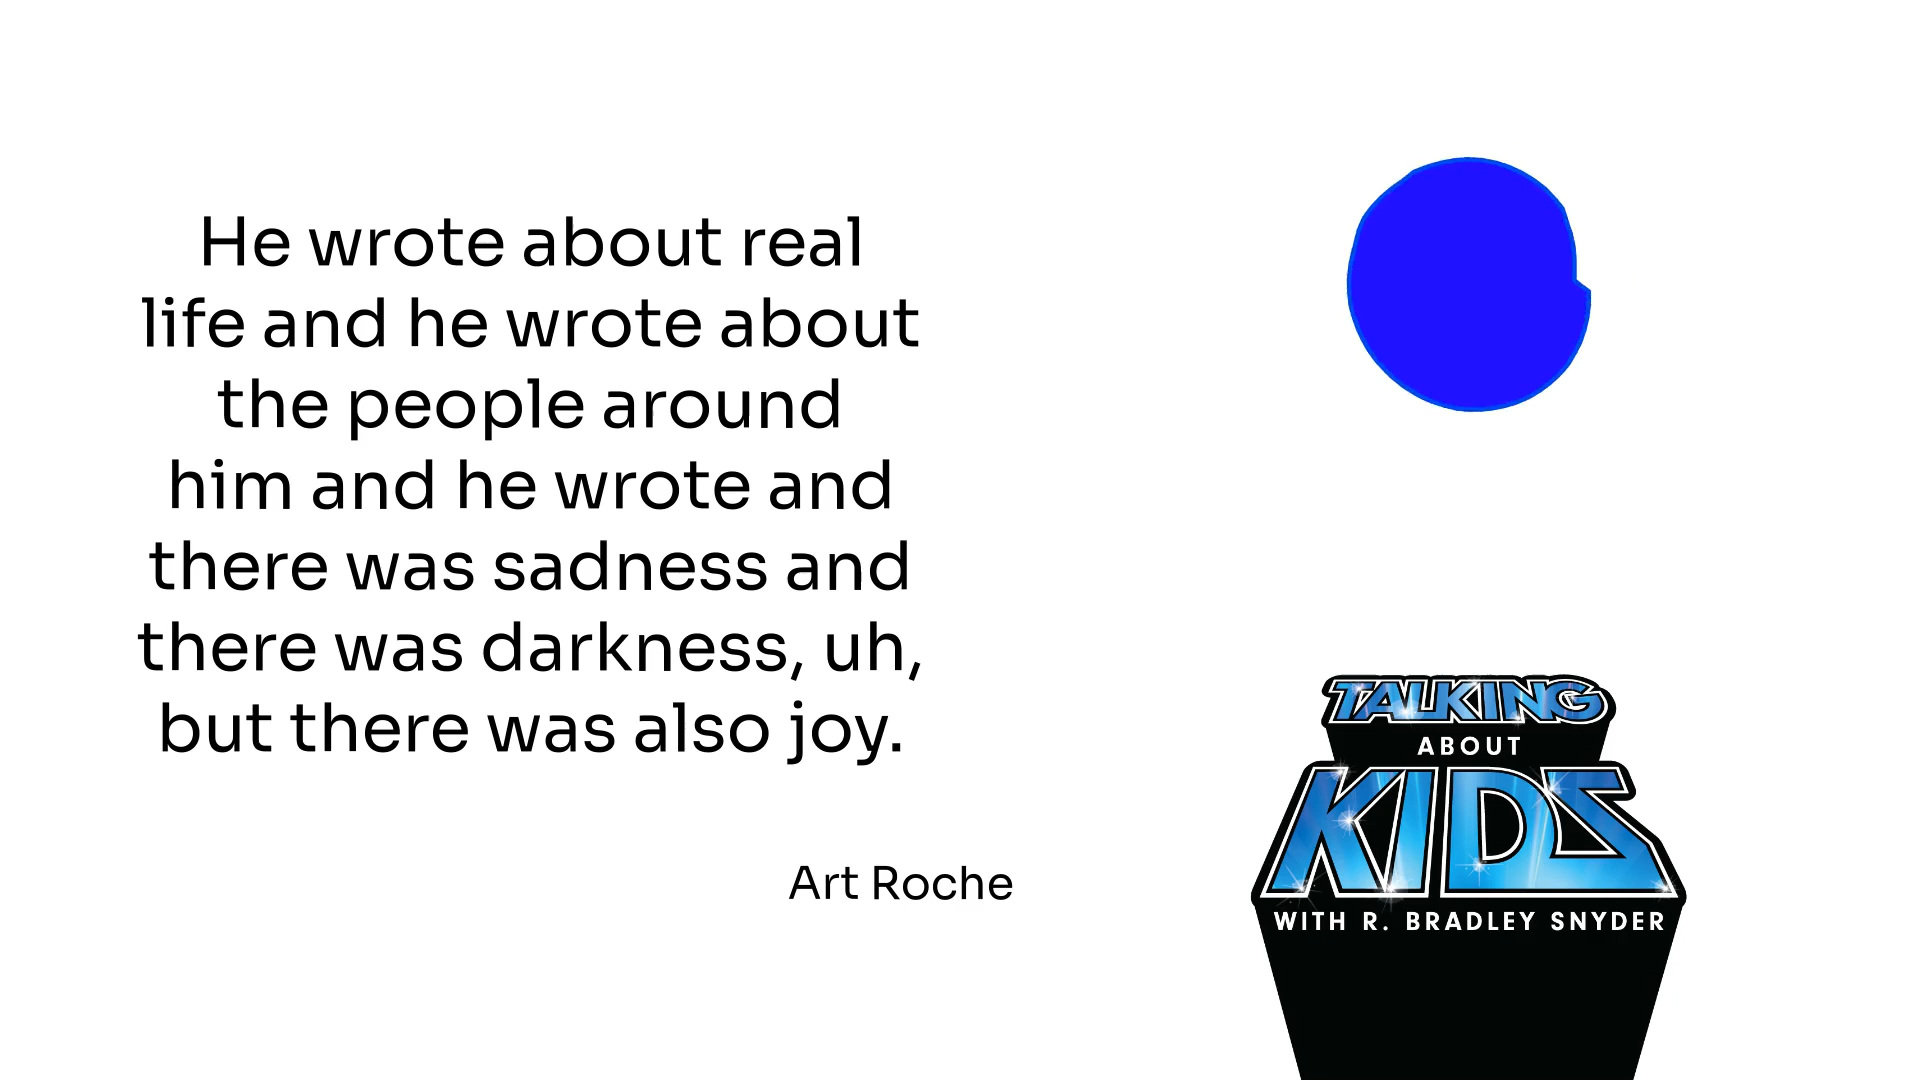 He wrote about real
life and he wrote about
the people around
him and he wrote and
there was sadness and
there was darkness, uh,
but there was also joy.
Art Roche
TALKING
ABOUT
KIDS
WITH R. BRADLEY SNYDER